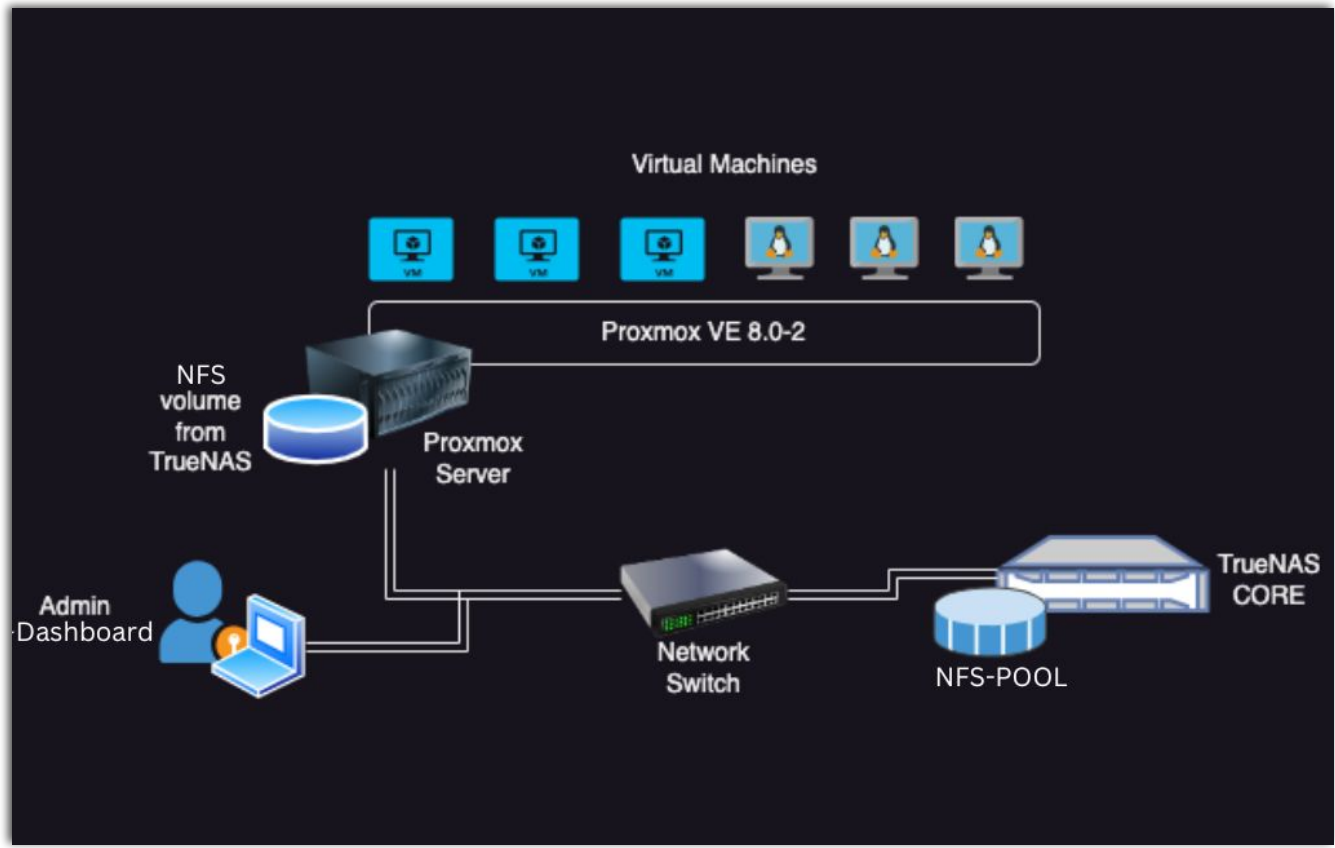 Virtual Machines
VM
VM
VM
Proxmox VE 8.0-2
NFS
volume
from
TrueNAS
Proxmox
Server
Admin
-Dashboard
Network
Switch
TrueNAS
CORE
NFS-POOL